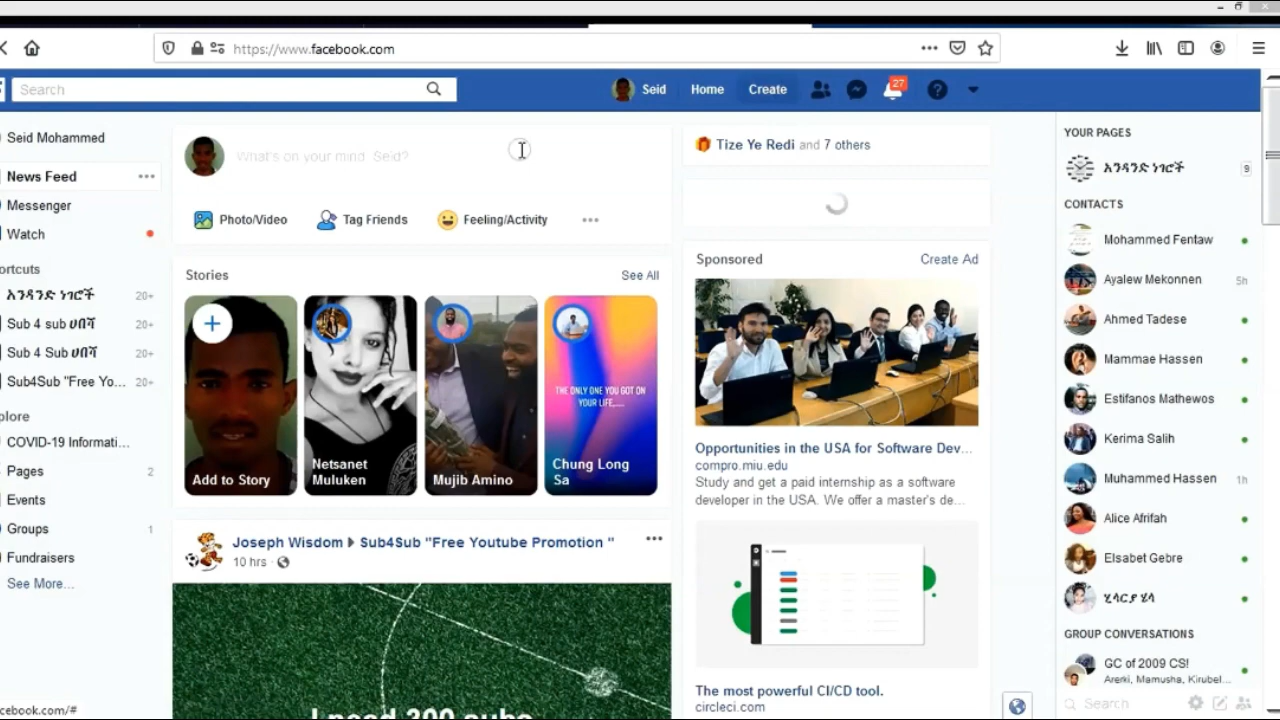 https://www.facebook.com
Search
Seid
Home
Create
27
Seid Mohammed
News Feed
Messenger
Watch
ortcuts
አንዳንድ ነገሮች 20+
Sub 4 sub ሀበሻ 20+
Sub 4 Sub ሀበሻ 20+
Sub4Sub "Free Yo... 20+
xplore
COVID-19 Informati...
Pages 2
Events
Groups 1
Fundraisers
See More...
acebook.com/#
What's on your mind, Seid?
Photo/Video
Tag Friends
Feeling/Activity
Stories
See All
Add to Story
Netsanet
Muluken
Mujib Amino
THE ONLY ONE YOU GOT ON
YOUR LIFE,....
Chung Long
Sa
Joseph Wisdom Sub4Sub "Free Youtube Promotion "
10 hrs ·
I need 300 subs
Tize Ye Redi and 7 others
Sponsored
Create Ad
Opportunities in the USA for Software Dev...
compro.miu.edu
Study and get a paid internship as a software
developer in the USA. We offer a master's de...
The most powerful CI/CD tool.
circleci.com
YOUR PAGES
አንዳንድ ነገሮች 9
CONTACTS
Mohammed Fentaw
Ayalew Mekonnen 5h
Ahmed Tadese
Mammae Hassen
Estifanos Mathewos
Kerima Salih
Muhammed Hassen 1h
Alice Afrifah
Elsabet Gebre
ሂሳርያ ሄላ
GROUP CONVERSATIONS
GC of 2009 CS!
Arerki, Mamusha, Kirubel...
Search